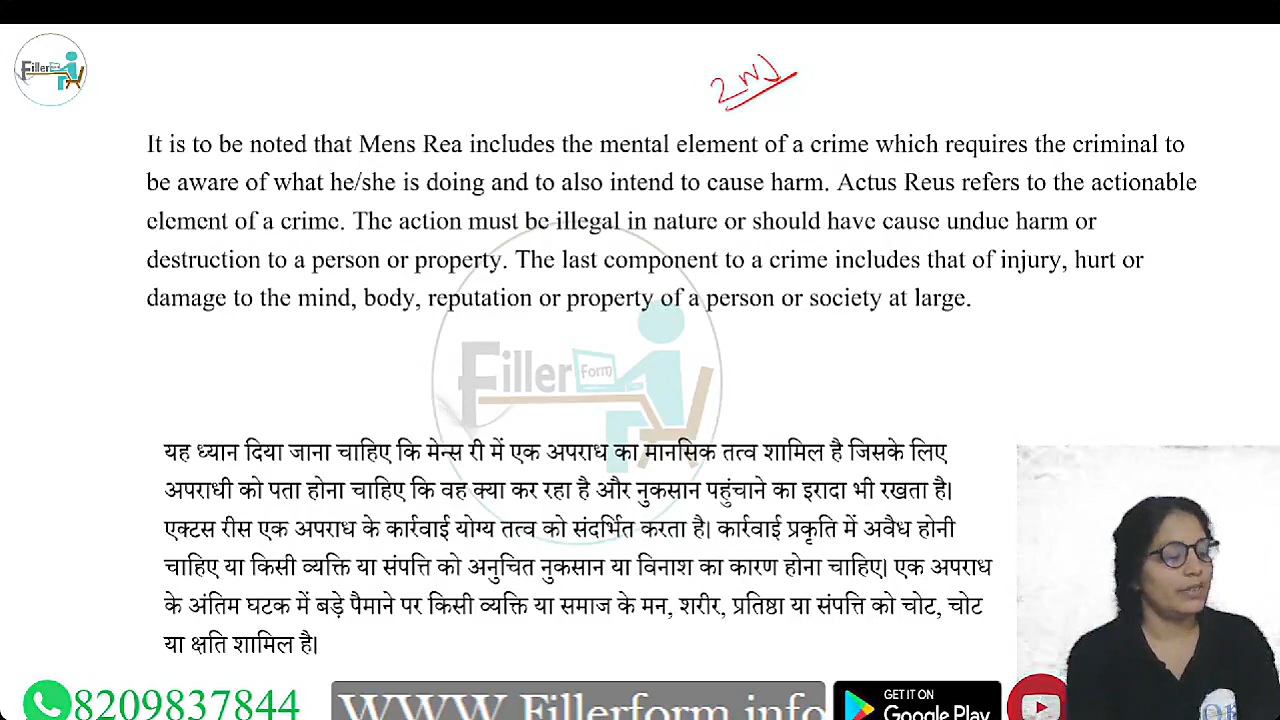 Filler
2 M
It is to be noted that Mens Rea includes the mental element of a crime which requires the criminal to
be aware of what he/she is doing and to also intend to cause harm. Actus Reus refers to the actionable
element of a crime. The action must be illegal in nature or should have cause undue harm or
destruction to a person or property. The last component to a crime includes that of injury, hurt or
damage to the mind, body, reputation or property of a person or society at large.
Filler Form
यह ध्यान दिया जाना चाहिए कि मेन्स री में एक अपराध का मानसिक तत्व शामिल है जिसके लिए
अपराधी को पता होना चाहिए कि वह क्या कर रहा है और नुकसान पहुंचाने का इरादा भी रखता है।
एक्टस रीस एक अपराध के कार्रवाई योग्य तत्व को संदर्भित करता है। कार्रवाई प्रकृति में अवैध होनी
चाहिए या किसी व्यक्ति या संपत्ति को अनुचित नुकसान या विनाश का कारण होना चाहिए। एक अपराध
के अंतिम घटक में बड़े पैमाने पर किसी व्यक्ति या समाज के मन, शरीर, प्रतिष्ठा या संपत्ति को चोट, चोट
या क्षति शामिल है।
8209837844
WWW.Fillerform.info
GET IT ON
Google Play